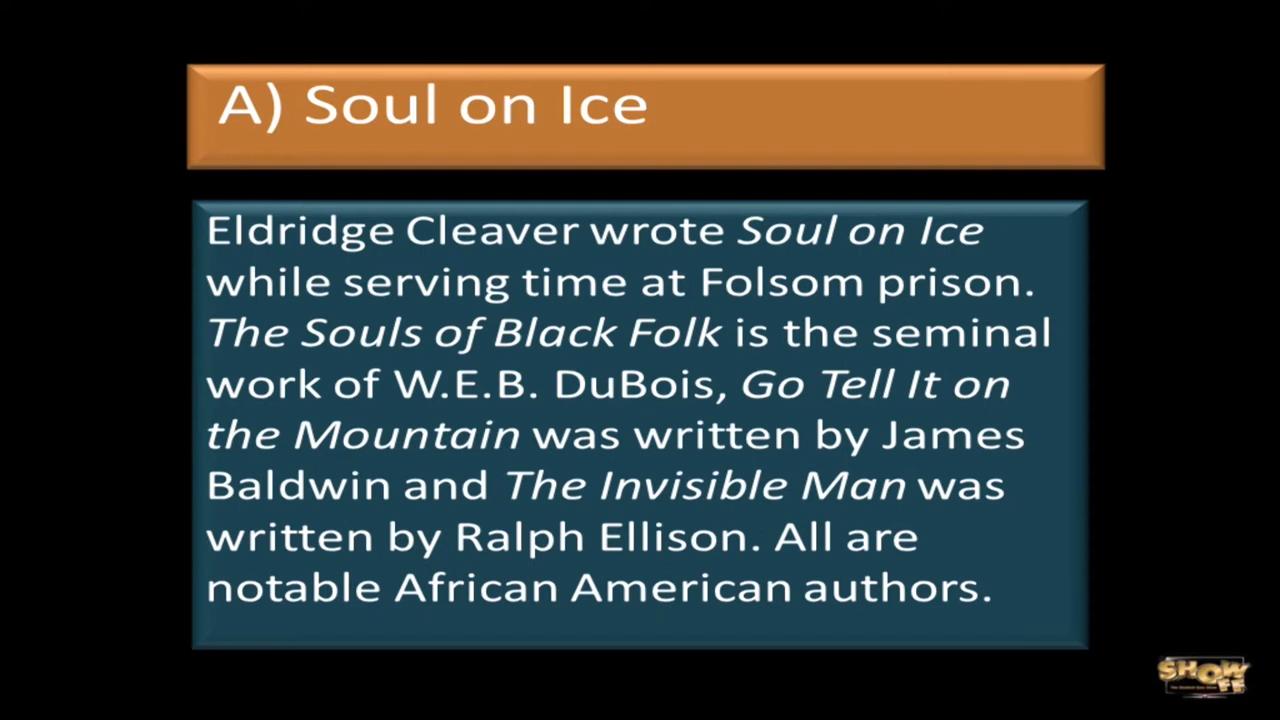 A) Soul on Ice
Eldridge Cleaver wrote Soul on Ice
while serving time at Folsom prison.
The Souls of Black Folk is the seminal
work of W.E.B. DuBois, Go Tell It on
the Mountain was written by James
Baldwin and The Invisible Man was
written by Ralph Ellison. All are
notable African American authors.
SHOW
FF